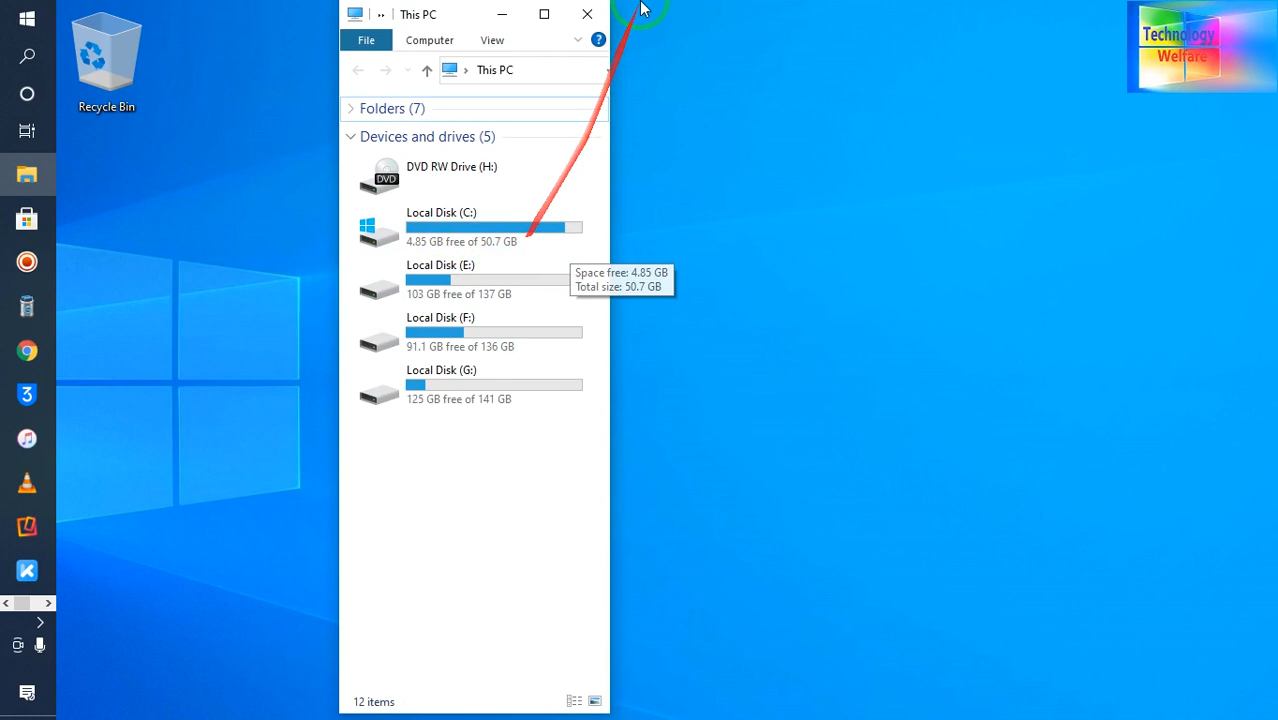 Recycle Bin
This PC
File
Computer
View
This PC
Folders (7)
Devices and drives (5)
DVD RW Drive (H:)
DVD
Local Disk (C:)
4.85 GB free of 50.7 GB
Local Disk (E:)
103 GB free of 137 GB
Space free: 4.85 GB
Total size: 50.7 GB
Local Disk (F:)
91.1 GB free of 136 GB
Local Disk (G:)
125 GB free of 141 GB
12 items
Technology
Welfare